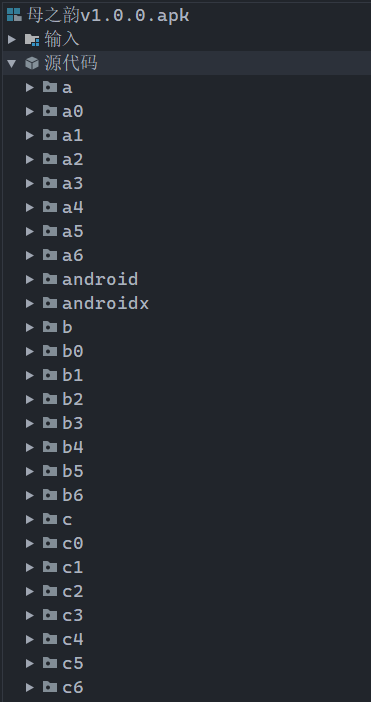 母之韵v1.0.0.apk
输入
源代码
a
a0
a1
a2
a3
a4
a5
a6
android
androidx
b
b0
b1
b2
b3
b4
b5
b6
c
c0
c1
c2
c3
c4
c5
c6